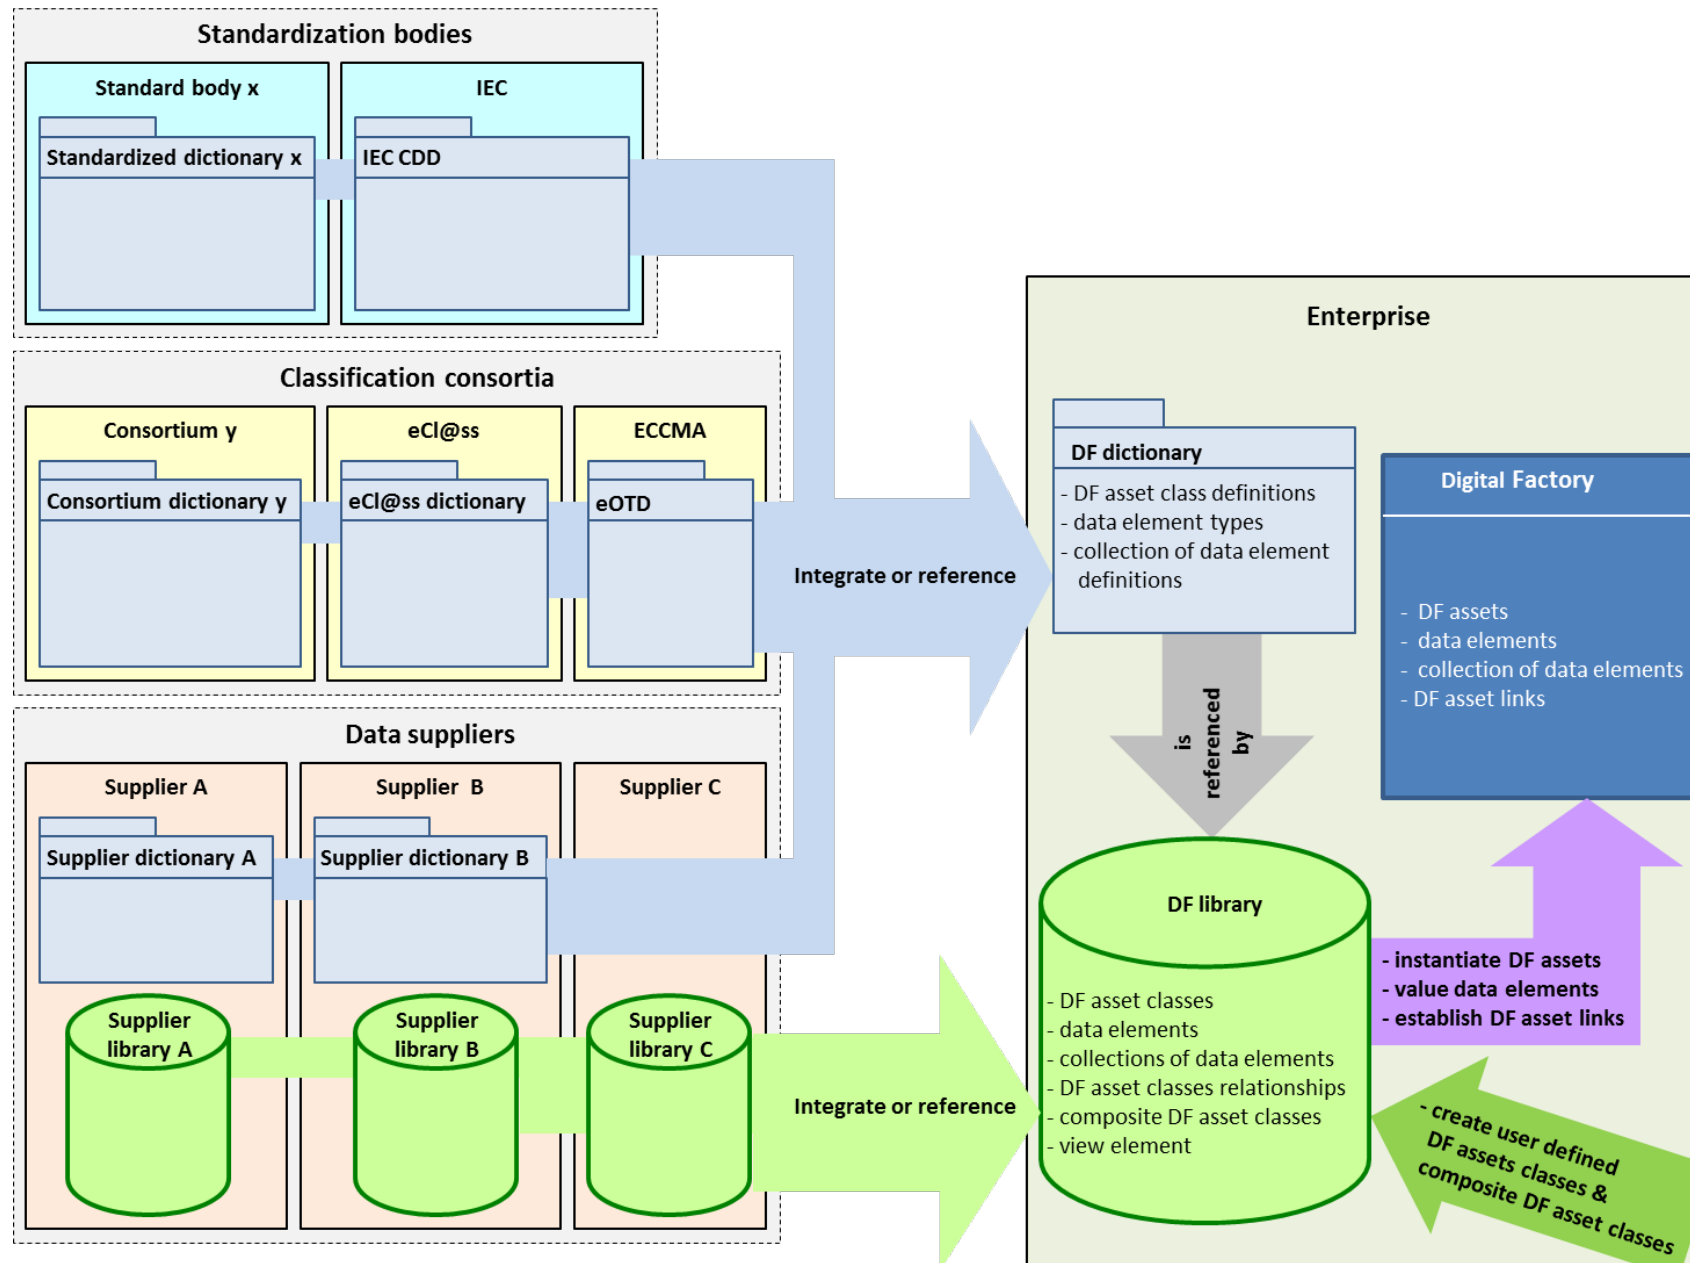 Standardization bodies
Standard body x
IEC
Standardized dictionary x
IEC CDD
Classification consortia
Consortium y
eCl@ss
ECCMA
Consortium dictionary y
eCl@ss dictionary
eOTD
Data suppliers
Supplier A
Supplier B
Supplier C
Supplier dictionary A
Supplier dictionary B
Supplier
library A
Supplier
library B
Supplier
library C
Integrate or reference
Integrate or reference
Enterprise
DF dictionary
- DF asset class definitions
- data element types
- collection of data element
definitions
is
referenced
by
Digital Factory
- DF assets
- data elements
- collection of data elements
- DF asset links
DF library
- DF asset classes
- data elements
- collections of data elements
- DF asset classes relationships
- composite DF asset classes
- view element
- instantiate DF assets
- value data elements
- establish DF asset links
- create user defined
DF assets classes &
composite DF asset classes